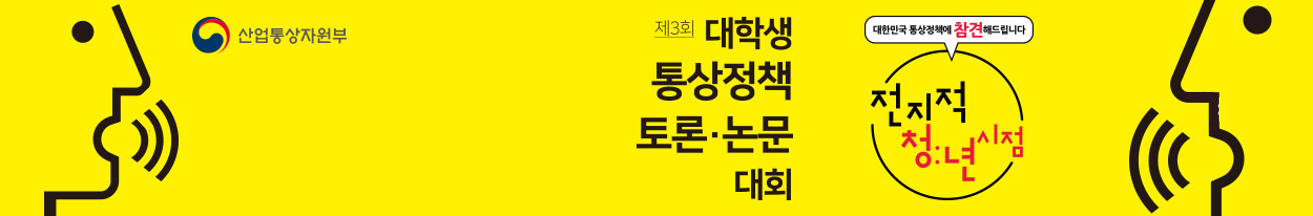 산업통상자원부
제3회 대학생
통상정책
토론·논문
대회
대한민국 통상정책에 참견해드립니다
전지적
청:년시점